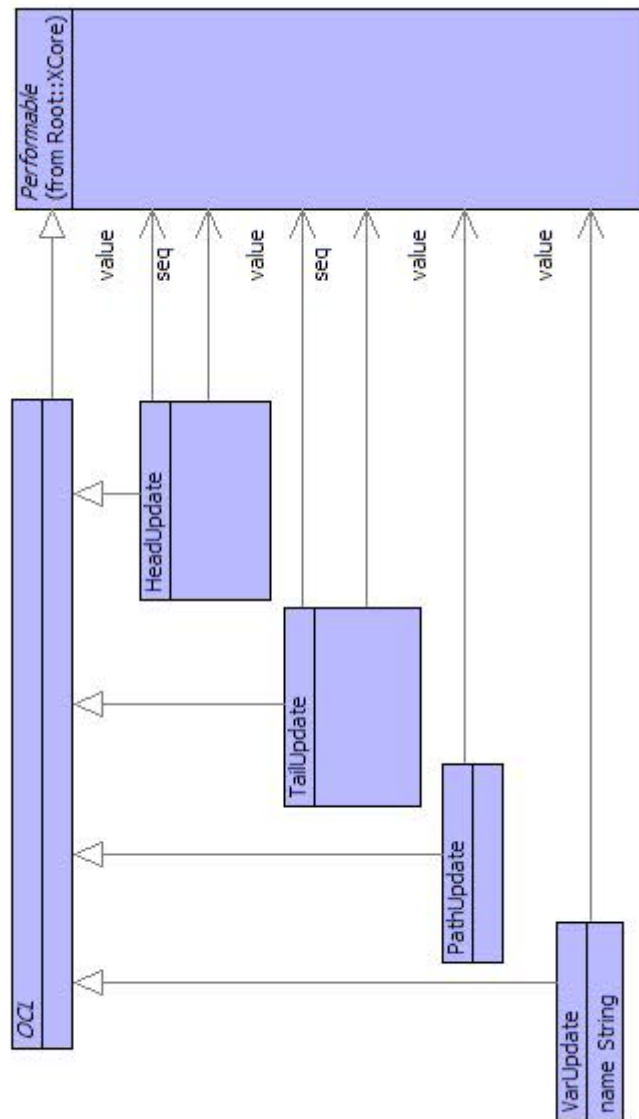 OCL
Performable
(from Root::XCore)
value
HeadUpdate
seq
value
TailUpdate
seq
value
PathUpdate
value
VarUpdate
name String